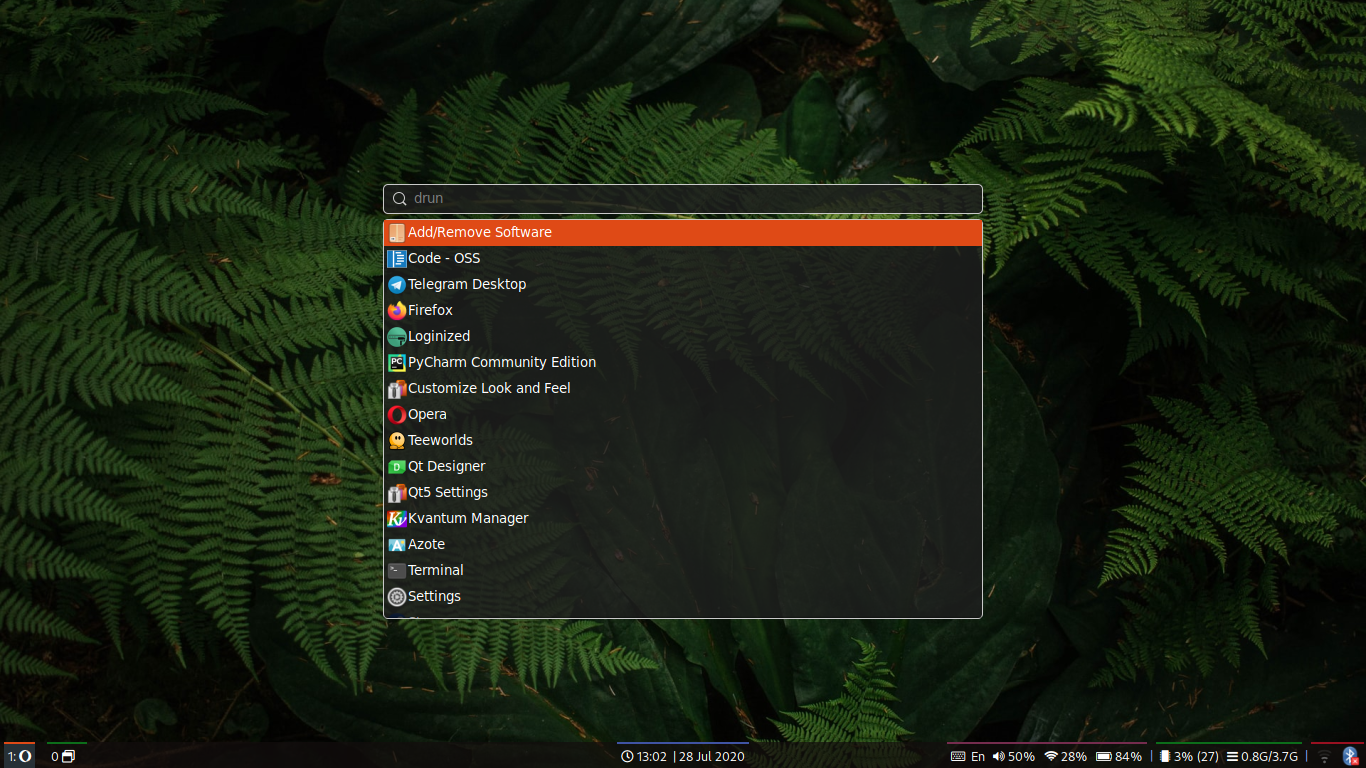 drun
Add/Remove Software
Code - OSS
Telegram Desktop
Firefox
Loginized
PyCharm Community Edition
Customize Look and Feel
Opera
Teeworlds
Qt Designer
Qt5 Settings
Kvantum Manager
Azote
Terminal
Settings
1: 0 13:02 | 28 Jul 2020 En 50% 28% 84% | 3% (27) 0.8G/3.7G |